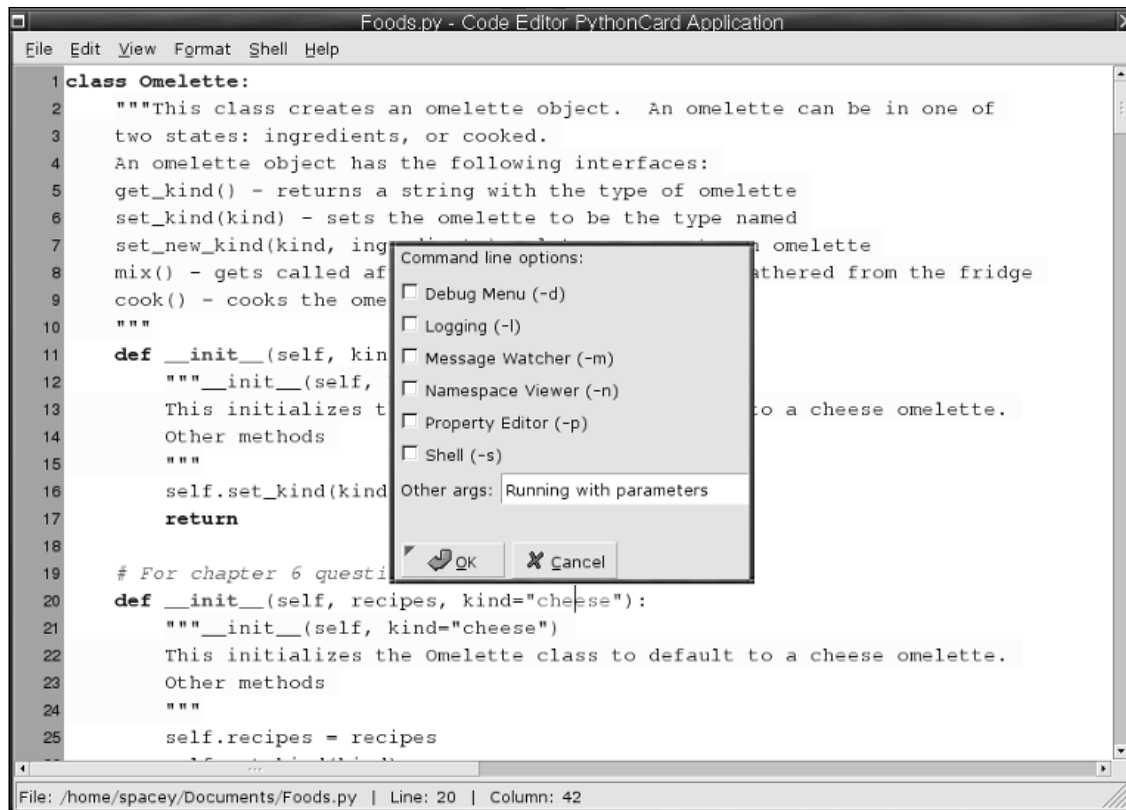 Foods.py - Code Editor PythonCard Application
File Edit View Format Shell Help
1 class Omelette:
2 """This class creates an omelette object. An omelette can be in one of
3 two states: ingredients, or cooked.
4 An omelette object has the following interfaces:
5 get_kind() - returns a string with the type of omelette
6 set_kind(kind) - sets the omelette to be the type named
7 set_new_kind(kind, ing omelette
8 mix() - gets called af athered from the fridge
9 cook() - cooks the ome
10 """
11 def __init__(self, kin
12 """__init__(self,
13 This initializes t to a cheese omelette.
14 Other methods
15 """
16 self.set_kind(kind
17 return
18
19 # For chapter 6 questi
20 def __init__(self, recipes, kind="cheese"):
21 """__init__(self, kind="cheese")
22 This initializes the Omelette class to default to a cheese omelette.
23 Other methods
24 """
25 self.recipes = recipes
Command line options:
Debug Menu (-d)
Logging (-l)
Message Watcher (-m)
Namespace Viewer (-n)
Property Editor (-p)
Shell (-s)
Other args: Running with parameters
OK Cancel
File: /home/spacey/Documents/Foods.py | Line: 20 | Column: 42